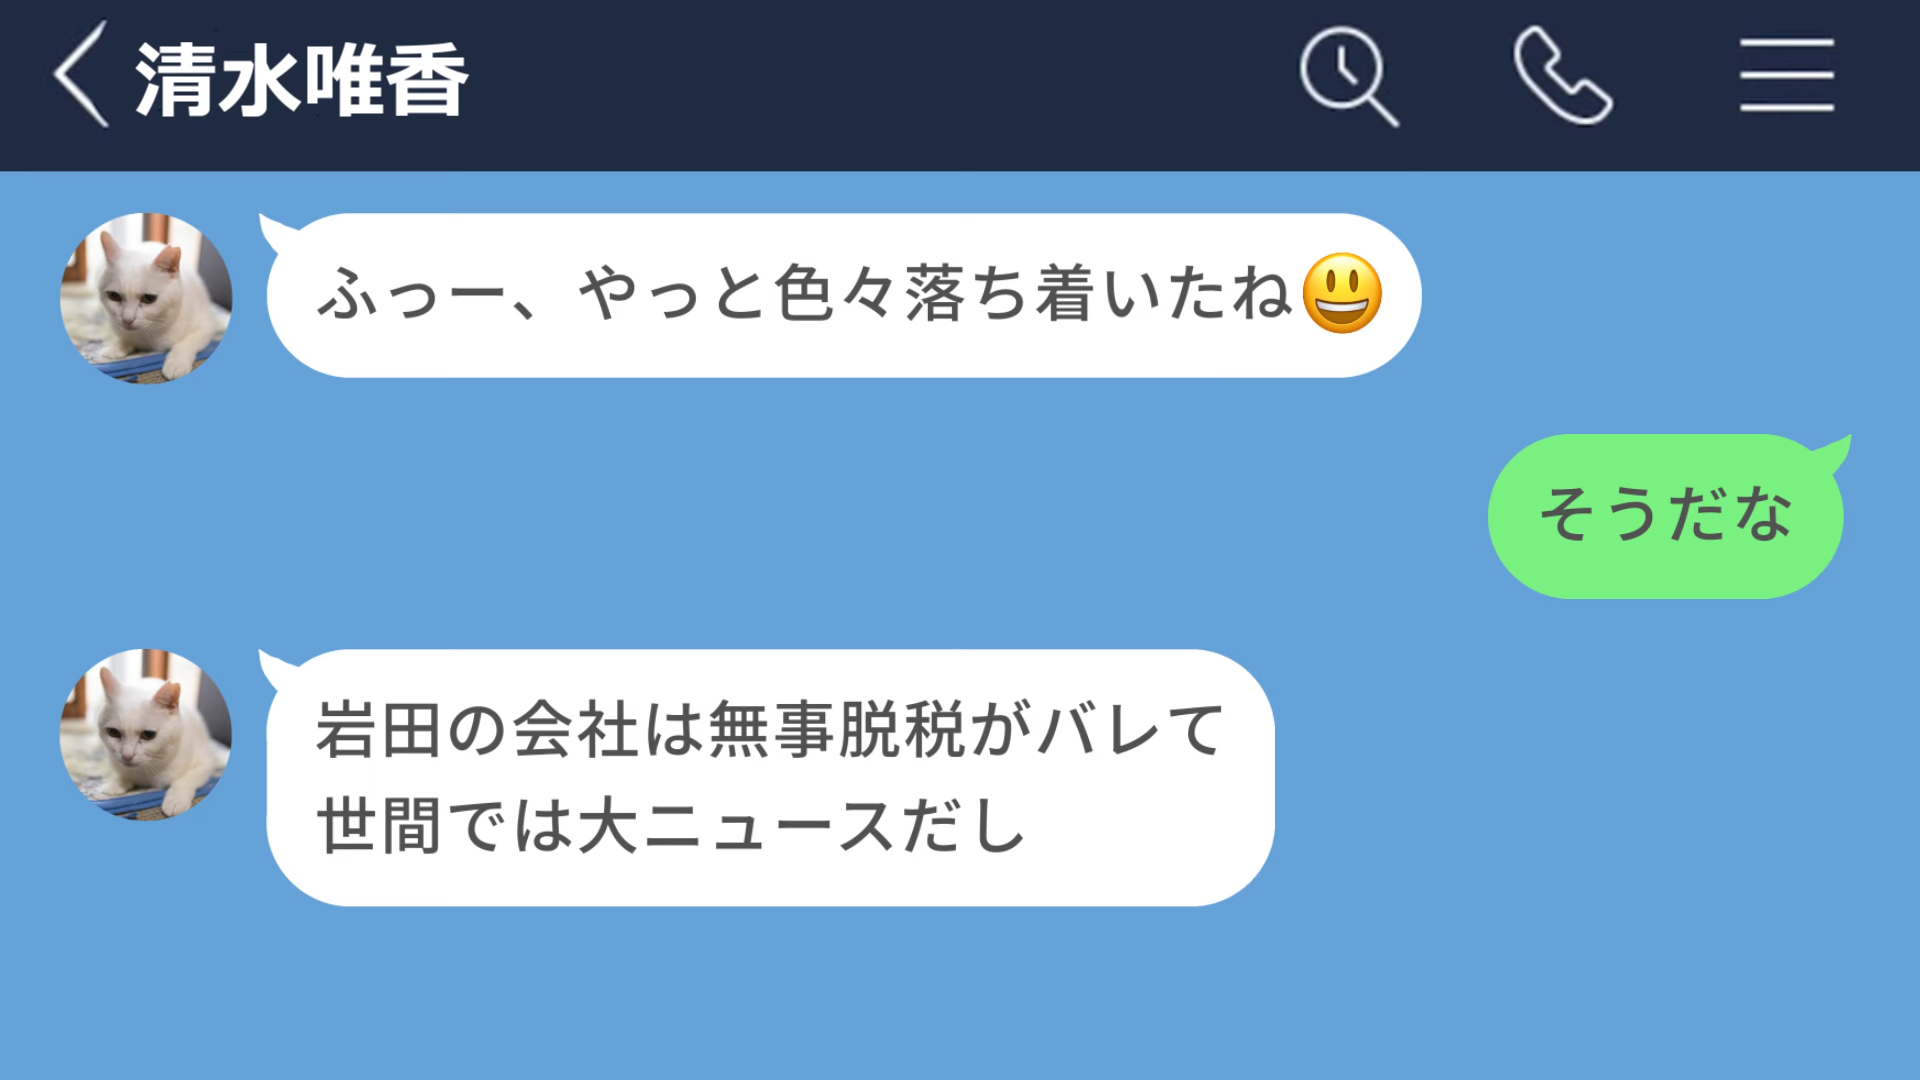 清水唯香
ふっー、やっと色々落ち着いたね😃
そうだな
岩田の会社は無事脱税がバレて
世間では大ニュースだし